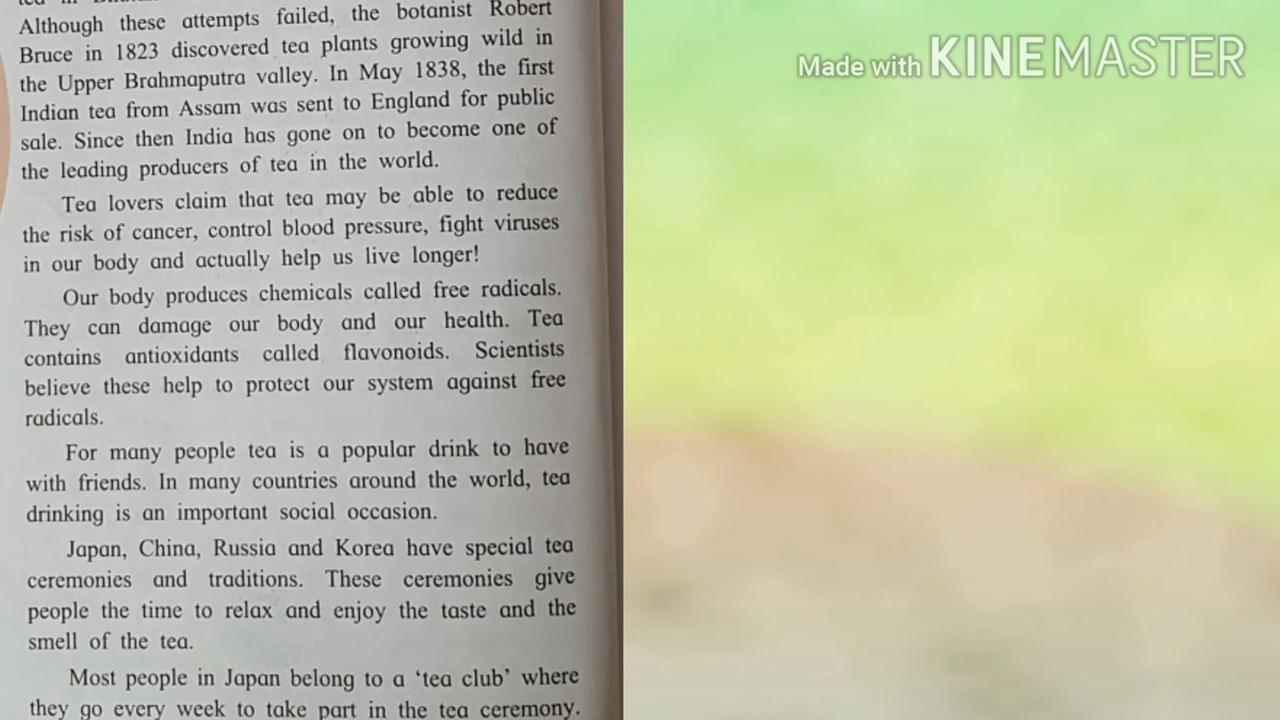 Although these attempts failed, the botanist Robert
Bruce in 1823 discovered tea plants growing wild in
the Upper Brahmaputra valley. In May 1838, the first
Indian tea from Assam was sent to England for public
sale. Since then India has gone on to become one of
the leading producers of tea in the world.
Tea lovers claim that tea may be able to reduce
the risk of cancer, control blood pressure, fight viruses
in our body and actually help us live longer!
Our body produces chemicals called free radicals.
They can damage our body and our health. Tea
contains antioxidants called flavonoids. Scientists
believe these help to protect our system against free
radicals.
For many people tea is a popular drink to have
with friends. In many countries around the world, tea
drinking is an important social occasion.
Japan, China, Russia and Korea have special tea
ceremonies and traditions. These ceremonies give
people the time to relax and enjoy the taste and the
smell of the tea.
Most people in Japan belong to a ‘tea club’ where
they go every week to take part in the tea ceremony.
Made with KINEMASTER